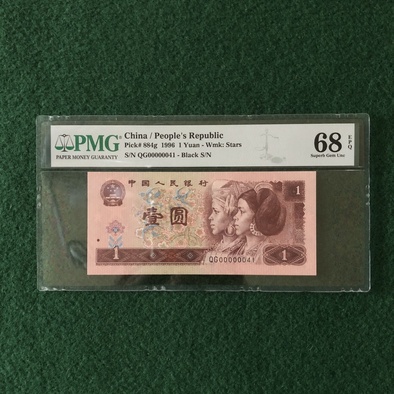 PMG
PAPER MONEY GUARANTY
China / People's Republic
Pick# 884g 1996 1 Yuan - Wmk: Stars
S/N QG00000041 - Black S/N
68 EPQ
Superb Gem Unc
中国人民银行
1
壹圆
QG00000041
1
1